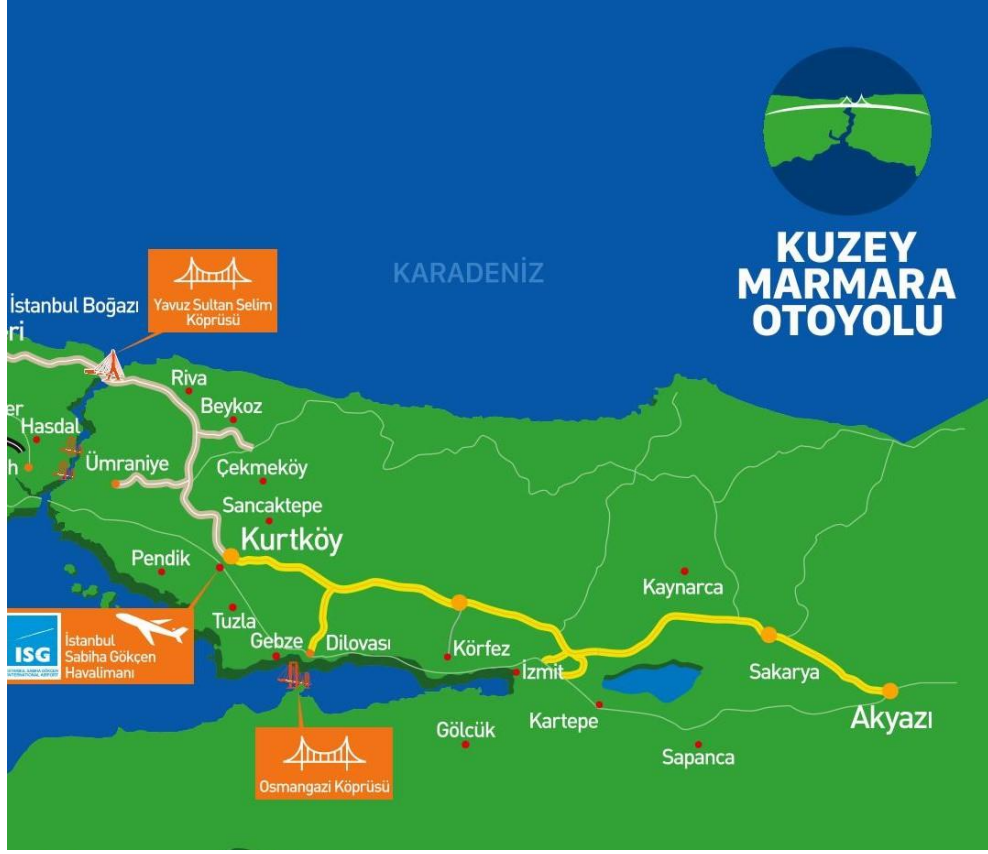 KUZEY
MARMARA
OTOYOLU
KARADENİZ
İstanbul Boğazı
Yavuz Sultan Selim
Köprüsü
Riva
Beykoz
Hasdal
Ümraniye
Çekmeköy
Sancaktepe
Kurtköy
Pendik
Kaynarca
Tuzla
ISG
İstanbul
Sabiha Gökçen
Havalimanı
Gebze
Dilovası
Körfez
İzmit
Sakarya
Kartepe
Akyazı
Gölcük
Sapanca
Osmangazi Köprüsü